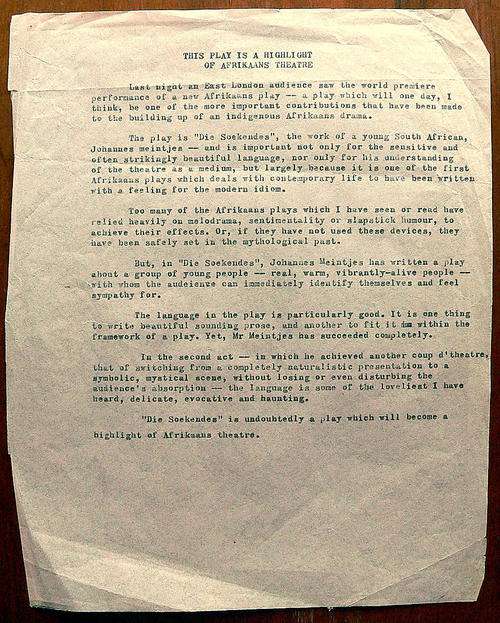 THIS PLAY IS A HIGHLIGHT
OF AFRIKAANS THEATRE
Last night an East London audience saw the world premiere
performance of a new Afrikaans play -- a play which will one day, I
think, be one of the more important contributions that have been made
to the building up of an indigenous Afrikaans drama.
The play is "Die Soekendes", the work of a young South African,
Johannes meintjes -- and is important not only for the sensitive and
often strikingly beautiful language, nor only for his understanding
of the theatre as a medium, but largely because it is one of the first
Afrikaans plays which deals with contemporary life to have been written
with a feeling for the modern idiom.
Too many of the Afrikaans plays which I have seen or read have
relied heavily on melodrama, sentimentality or slapstick humour, to
achieve their effects. Or, if they have not used these devices, they
have been safely set in the mythological past.
But, in "Die Soekendes", Johannes Meintjes has written a play
about a group of young people -- real, warm, vibrantly-alive people --
with whom the audeience can immediately identify themselves and feel
sympathy for.
The language in the play is particularly good. It is one thing
to write beautiful sounding prose, and another to fit it in within the
framework of a play. Yet, Mr Meintjes has succeeded completely.
In the second act -- in which he achieved another coup d'theatre,
that of switching from a completely naturalistic presentation to a
symbolic, mystical scene, without losing or even disturbing the
audience's absorption -- the language is some of the loveliest I have
heard, delicate, evocative and haunting.
"Die Soekendes" is undoubtedly a play which will become a
highlight of Afrikaans theatre.